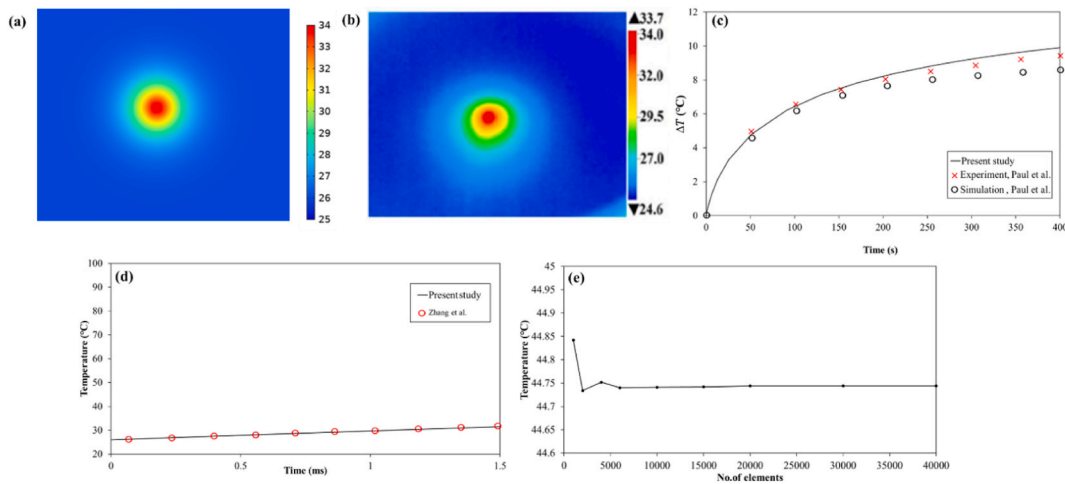 (a)
34
33
32
31
30
29
28
27
26
25
(b)
▲33.7
34.0
32.0
29.5
27.0
▼24.6
(c)
12
10
8
6
4
2
0
ΔT (°C)
0 50 100 150 200 250 300 350 400
Time (s)
Present study
Experiment, Paul et al.
Simulation , Paul et al.
(d)
100
90
80
70
60
50
40
30
20
Temperature (°C)
0 0.5 1 1.5
Time (ms)
Present study
Zhang et al.
(e)
45
44.95
44.9
44.85
44.8
44.75
44.7
44.65
44.6
Temperature (°C)
0 5000 10000 15000 20000 25000 30000 35000 40000
No.of elements